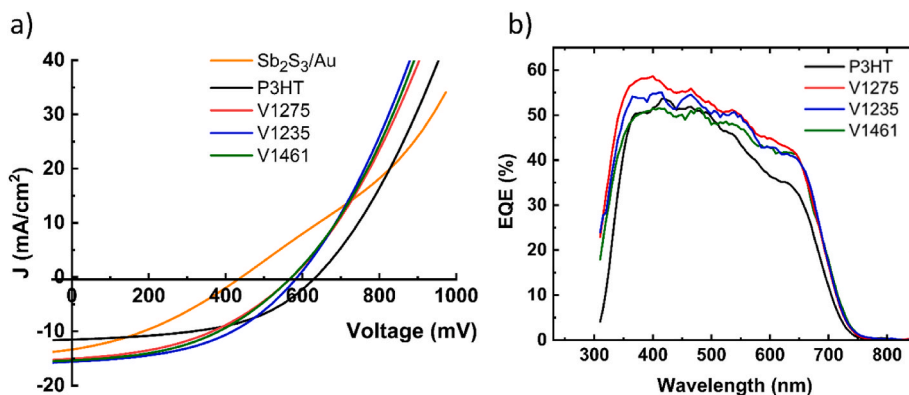 a)
Sb₂S₃/Au
P3HT
V1275
V1235
V1461
J (mA/cm²)
40
30
20
10
0
-10
-20
0
200
400
600
800
1000
Voltage (mV)
b)
P3HT
V1275
V1235
V1461
EQE (%)
65
60
50
40
30
20
10
0
300
400
500
600
700
800
Wavelength (nm)